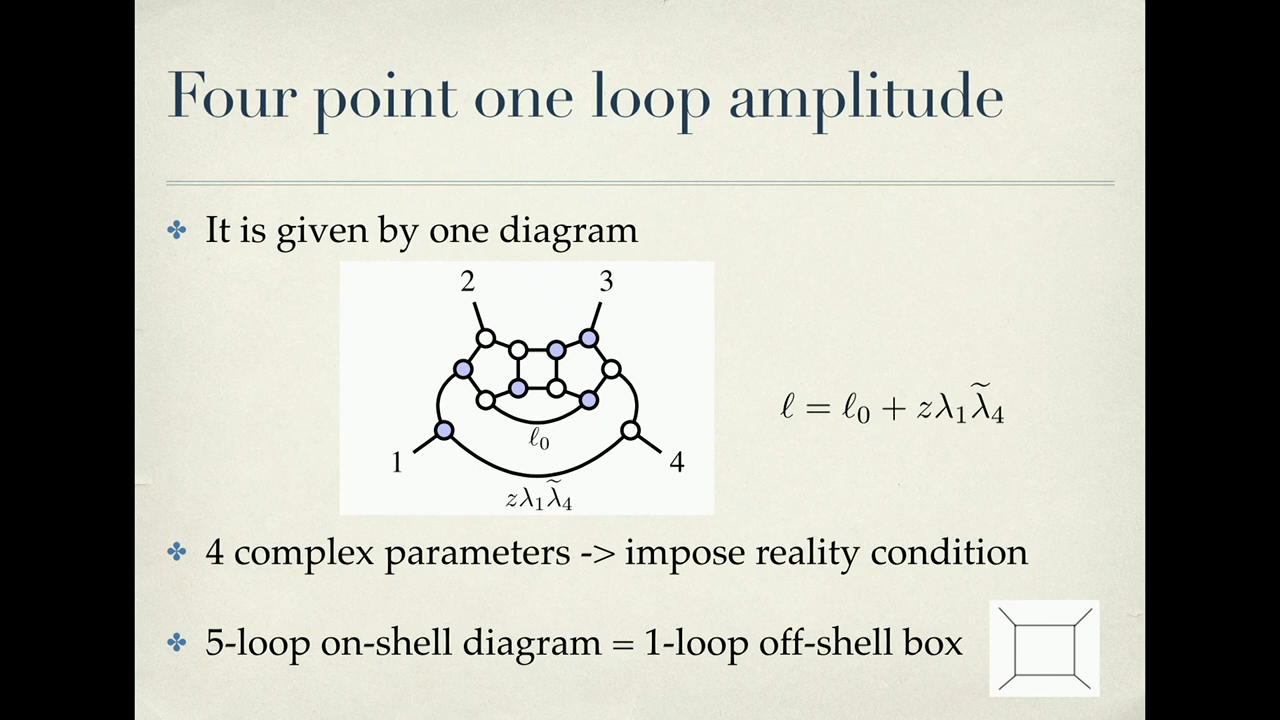 Four point one loop amplitude
✤ It is given by one diagram
2 3
ℓ₀
1 4
zλ₁λ̃₄
ℓ = ℓ₀ + zλ₁λ̃₄
✤ 4 complex parameters -> impose reality condition
✤ 5-loop on-shell diagram = 1-loop off-shell box